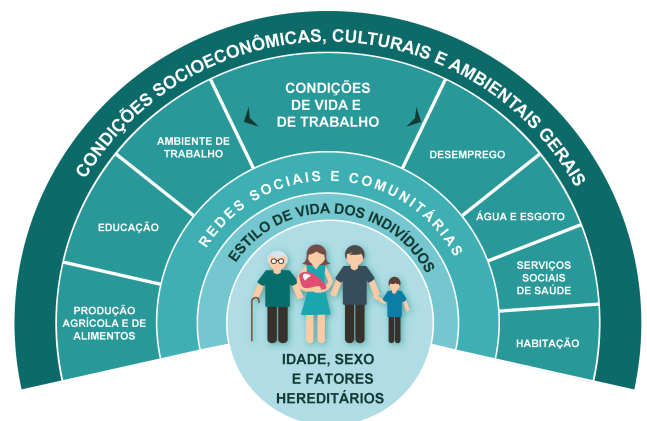 CONDIÇÕES SOCIOECONÔMICAS, CULTURAIS E AMBIENTAIS GERAIS
CONDIÇÕES
DE VIDA E
DE TRABALHO
AMBIENTE DE
TRABALHO
DESEMPREGO
EDUCAÇÃO
ÁGUA E ESGOTO
SERVIÇOS
SOCIAIS
DE SAÚDE
PRODUÇÃO
AGRÍCOLA E DE
ALIMENTOS
HABITAÇÃO
REDES SOCIAIS E COMUNITÁRIAS
ESTILO DE VIDA DOS INDIVÍDUOS
IDADE, SEXO
E FATORES
HEREDITÁRIOS